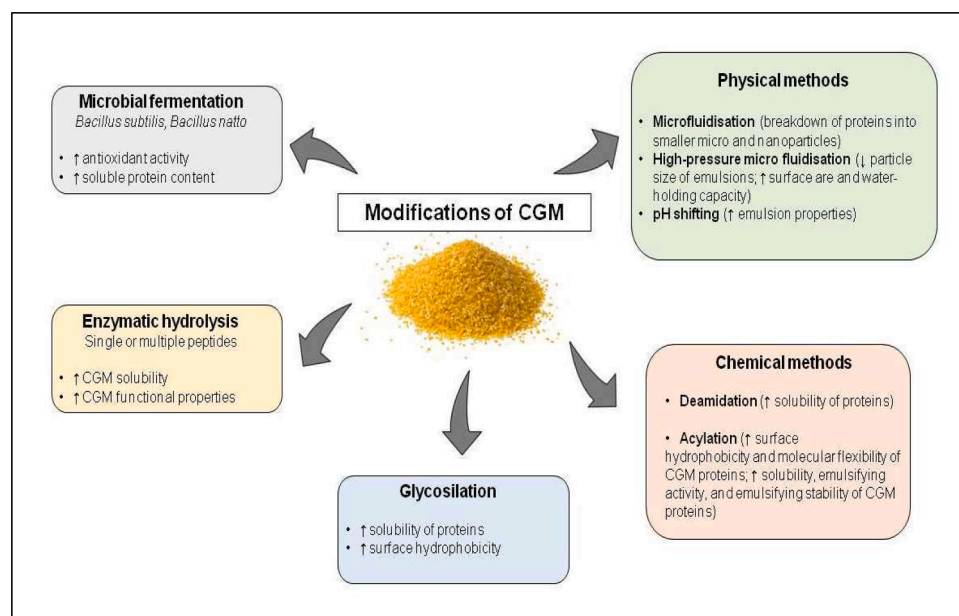 Microbial fermentation
Bacillus subtilis, Bacillus natto
• ↑ antioxidant activity
• ↑ soluble protein content
Physical methods
• Microfluidisation (breakdown of proteins into
smaller micro and nanoparticles)
• High-pressure micro fluidisation (↓ particle
size of emulsions; ↑ surface are and water-
holding capacity)
• pH shifting (↑ emulsion properties)
Modifications of CGM
Enzymatic hydrolysis
Single or multiple peptides
• ↑ CGM solubility
• ↑ CGM functional properties
Chemical methods
• Deamidation (↑ solubility of proteins)
• Acylation (↑ surface
hydrophobicity and molecular flexibility of
CGM proteins; ↑ solubility, emulsifying
activity, and emulsifying stability of CGM
proteins)
Glycosilation
• ↑ solubility of proteins
• ↑ surface hydrophobicity